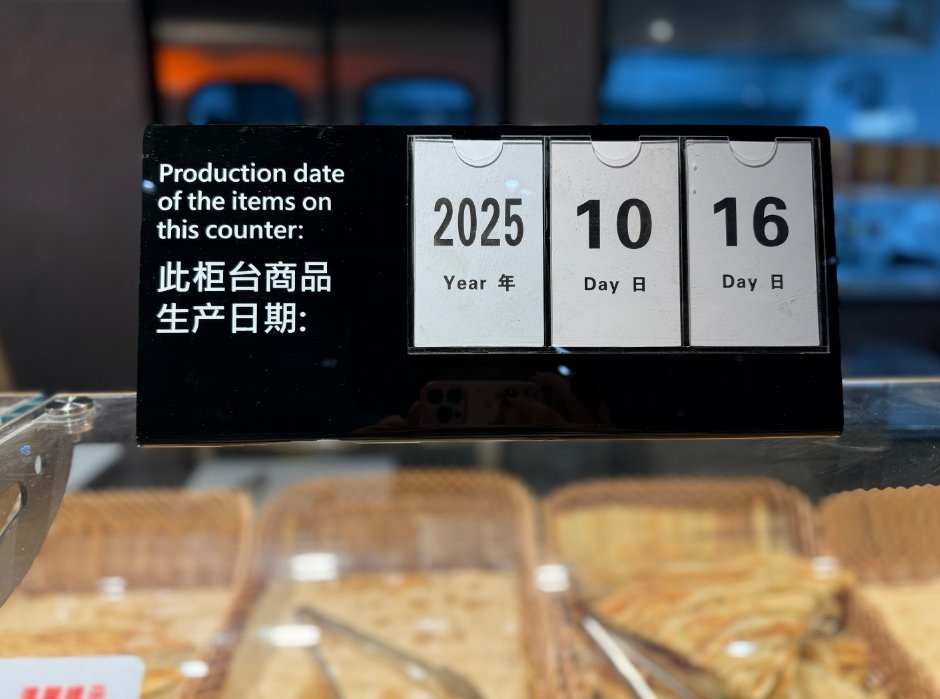 Production date
of the items on
this counter:
此柜台商品
生产日期:
2025
Year 年
10
Day 日
16
Day 日